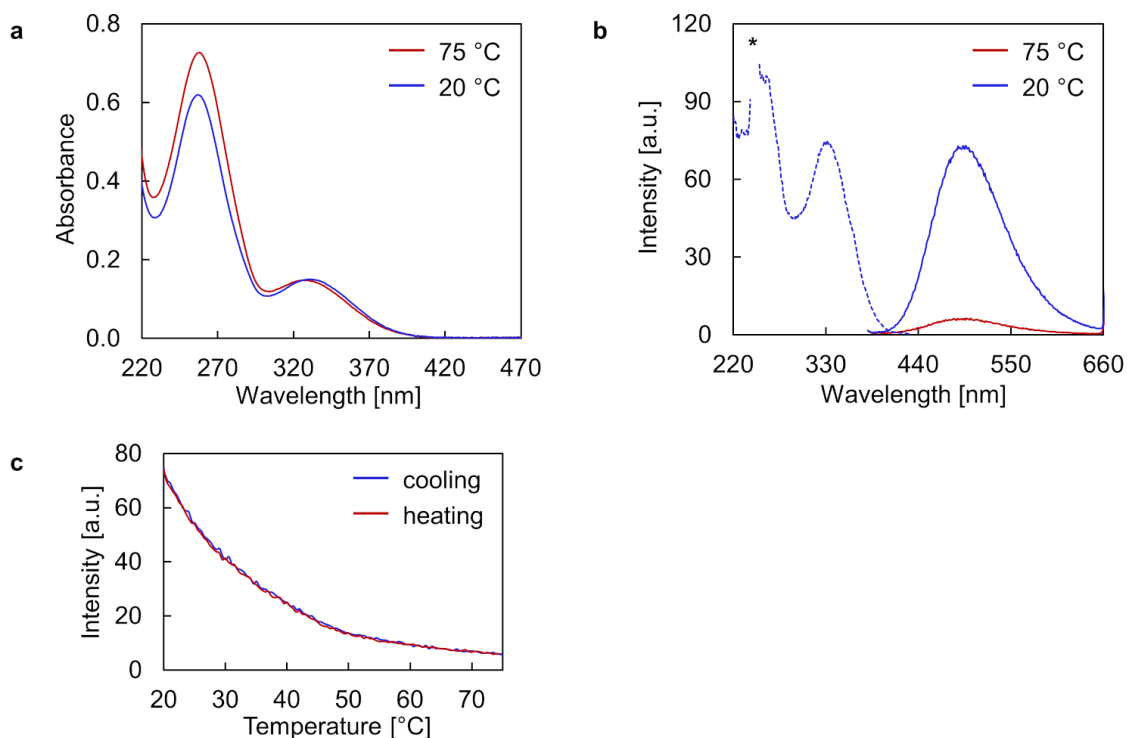 a
75 °C
20 °C
0.8
0.6
0.4
0.2
0.0
Absorbance
220 270 320 370 420 470
Wavelength [nm]
b
*
75 °C
20 °C
120
90
60
30
0
Intensity [a.u.]
220 330 440 550 660
Wavelength [nm]
c
cooling
heating
80
60
40
20
0
Intensity [a.u.]
20 30 40 50 60 70
Temperature [°C]